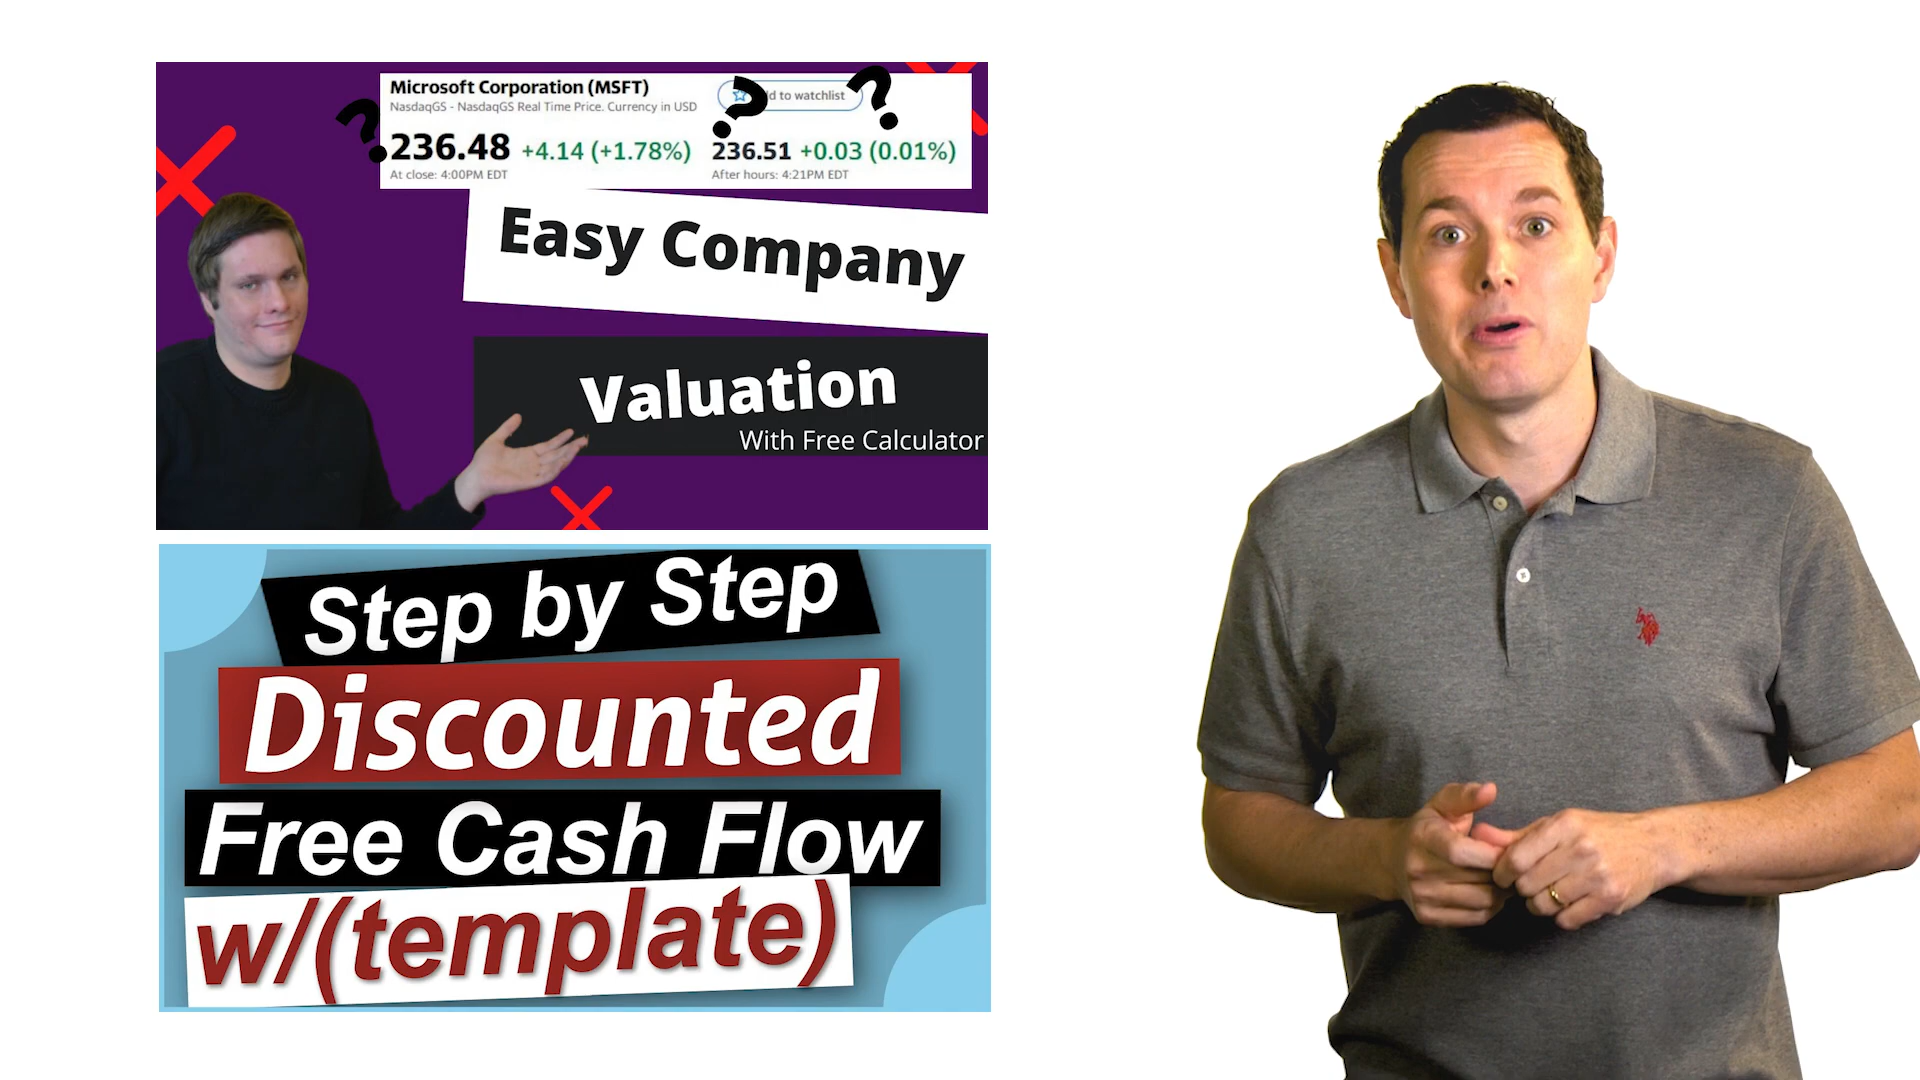 Microsoft Corporation (MSFT)
NasdaqGS - NasdaqGS Real Time Price. Currency in USD
to watchlist
236.48 +4.14 (+1.78%) 236.51 +0.03 (0.01%)
At close: 4:00PM EDT After hours: 4:21PM EDT
Easy Company
Valuation
With Free Calculator
Step by Step
Discounted
Free Cash Flow
w/(template)